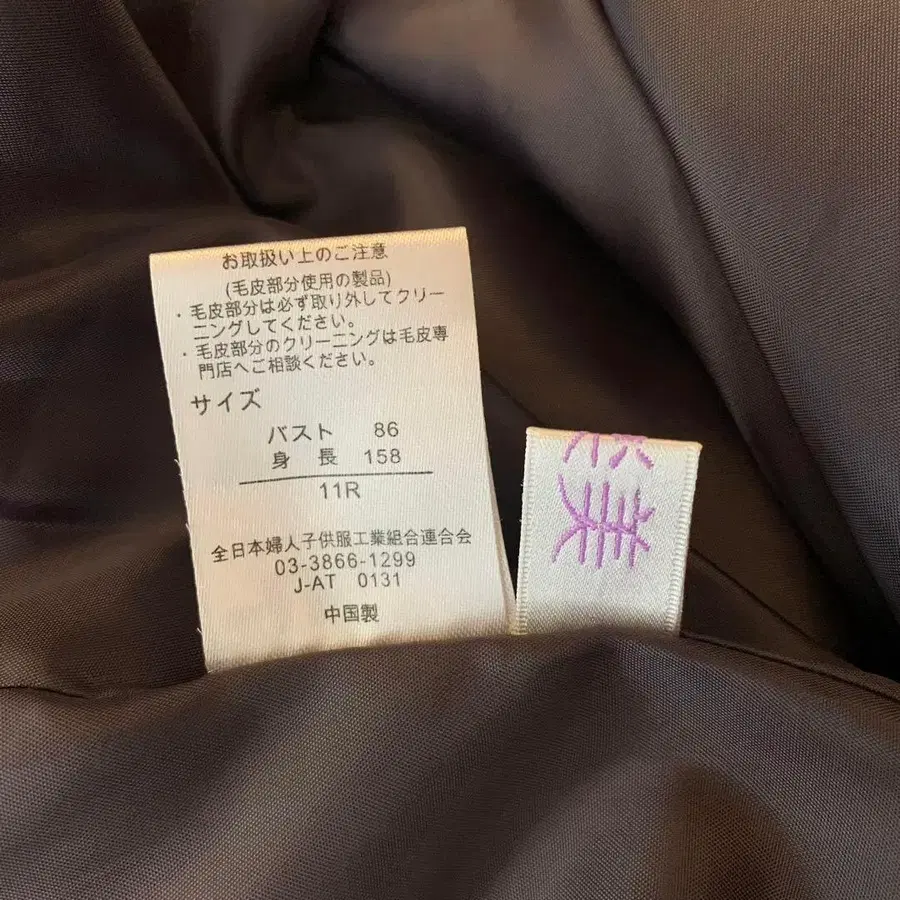 お取扱い上のご注意
(毛皮部分使用の製品)
・毛皮部分は必ず取り外してクリー
ニングしてください。
・毛皮部分のクリーニングは毛皮専
門店へご相談ください。
サイズ
バスト 86
身長 158
11R
全日本婦人子供服工業組合連合会
03-3866-1299
J-AT 0131
中国製